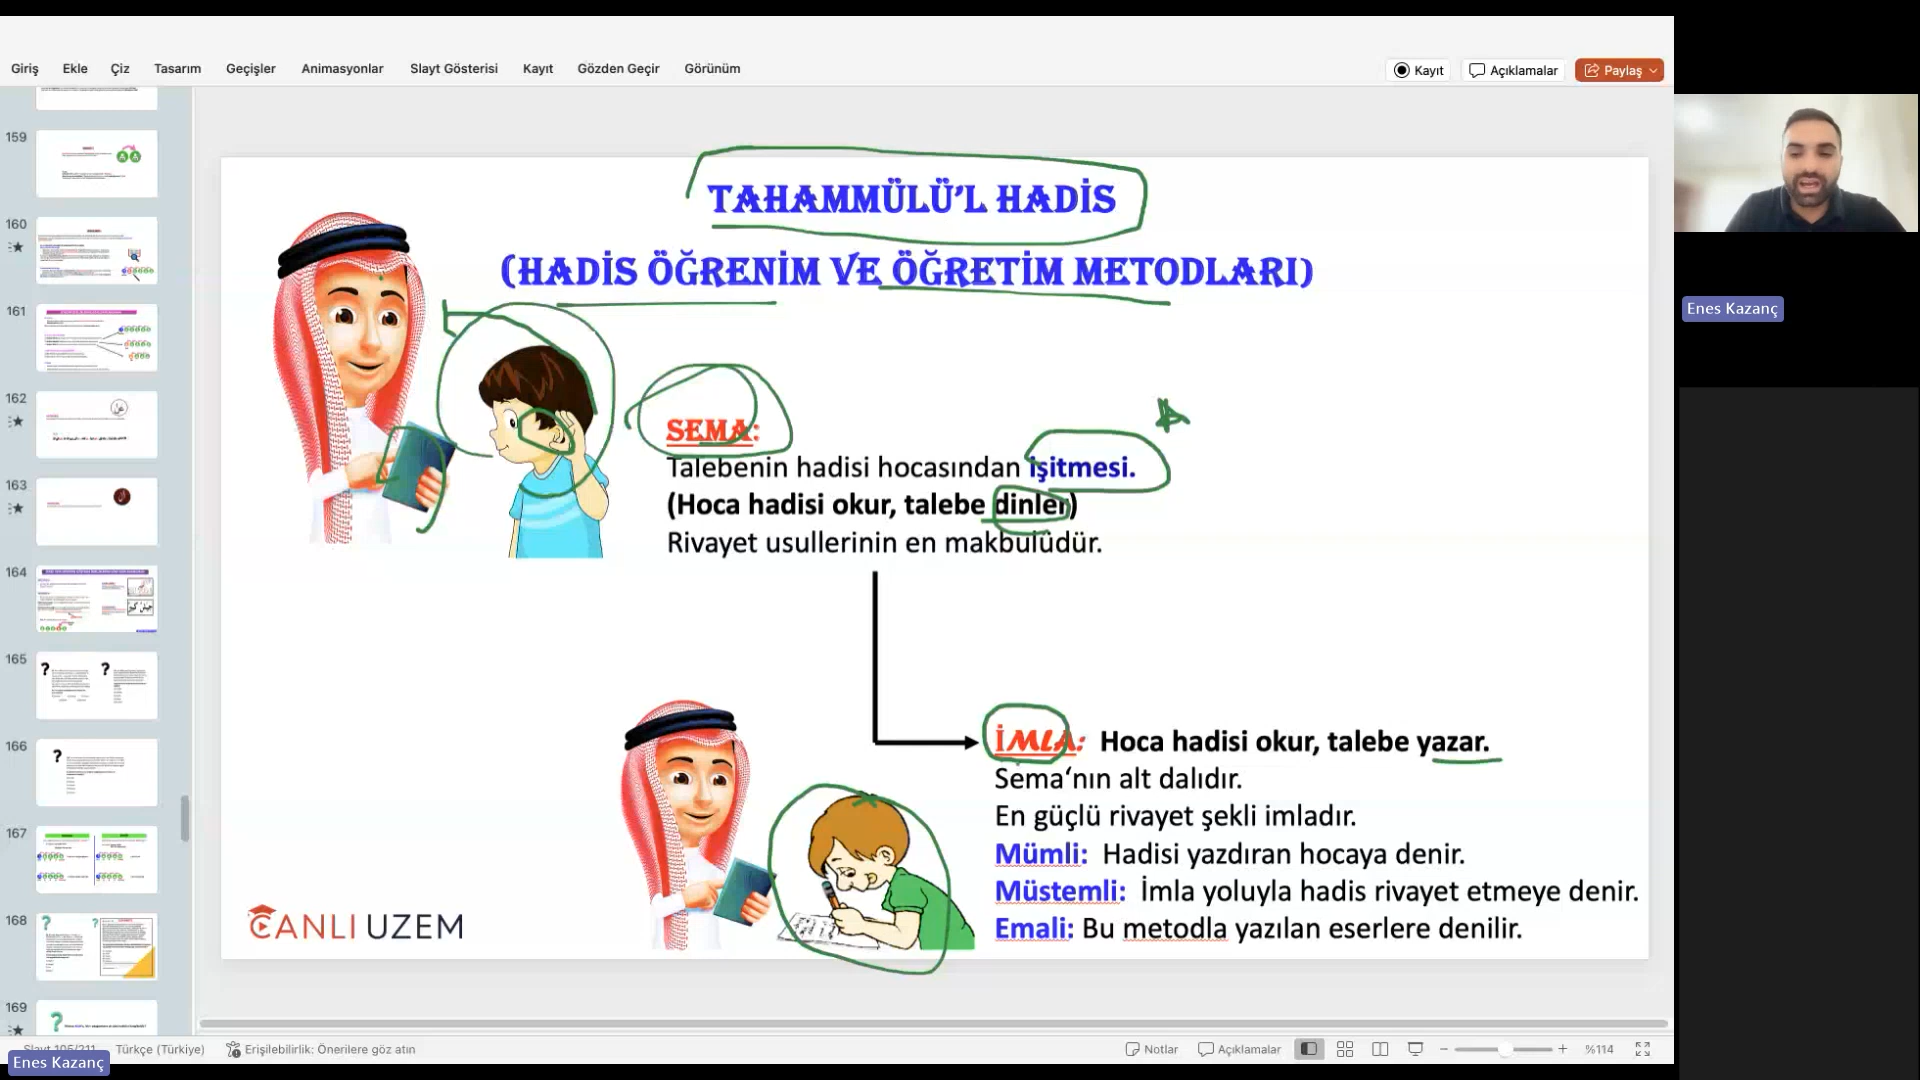 Giriş Ekle Çiz Tasarım Geçişler Animasyonlar Slayt Gösterisi Kayıt Gözden Geçir Görünüm
Kayıt Açıklamalar Paylaş
159
160
161
162
163
164
165
166
167
168
169
TAHAMMÜLÜ’L HADİS
(HADİS ÖĞRENİM VE ÖĞRETİM METODLARI)
SEMA:
Talebenin hadisi hocasından işitmesi.
(Hoca hadisi okur, talebe dinler)
Rivayet usullerinin en makbulüdür.
İMLA: Hoca hadisi okur, talebe yazar.
Sema‘nın alt dalıdır.
En güçlü rivayet şekli imladır.
Mümli: Hadisi yazdıran hocaya denir.
Müstemli: İmla yoluyla hadis rivayet etmeye denir.
Emali: Bu metodla yazılan eserlere denilir.
CANLI UZEM
Enes Kazanç
Türkçe (Türkiye) Erişilebilirlik: Önerilere göz atın
Notlar Açıklamalar %114
Enes Kazanç